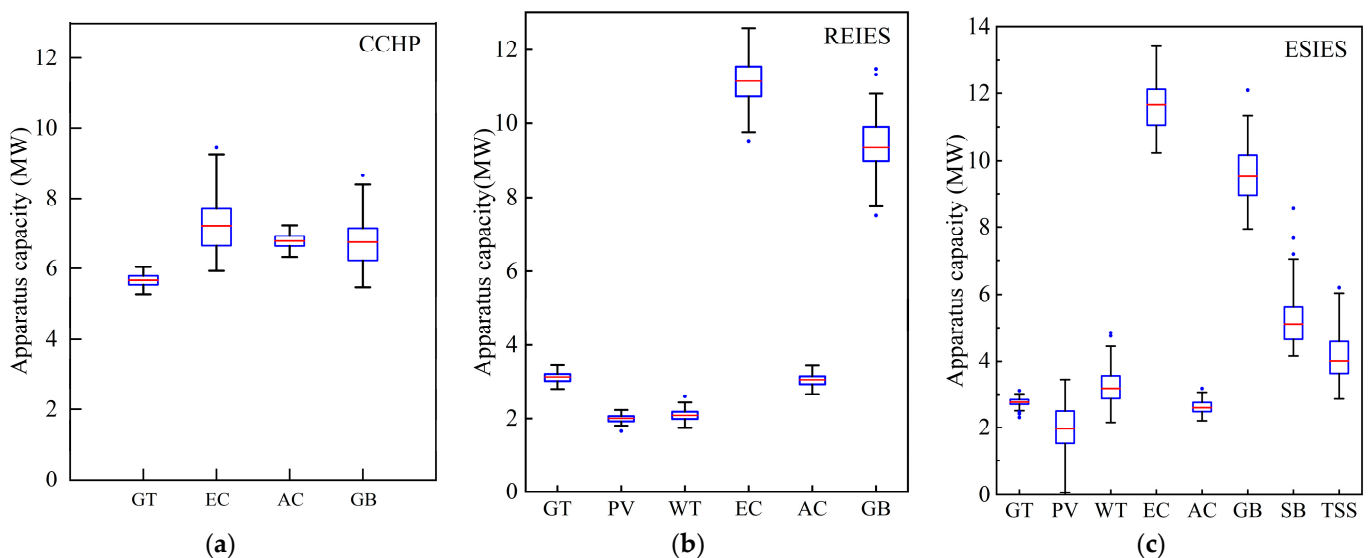 CCHP
Apparatus capacity (MW)
12
10
8
6
4
2
0
GT EC AC GB
(a)
REIES
Apparatus capacity(MW)
12
10
8
6
4
2
0
GT PV WT EC AC GB
(b)
ESIES
Apparatus capacity (MW)
14
12
10
8
6
4
2
0
GT PV WT EC AC GB SB TSS
(c)